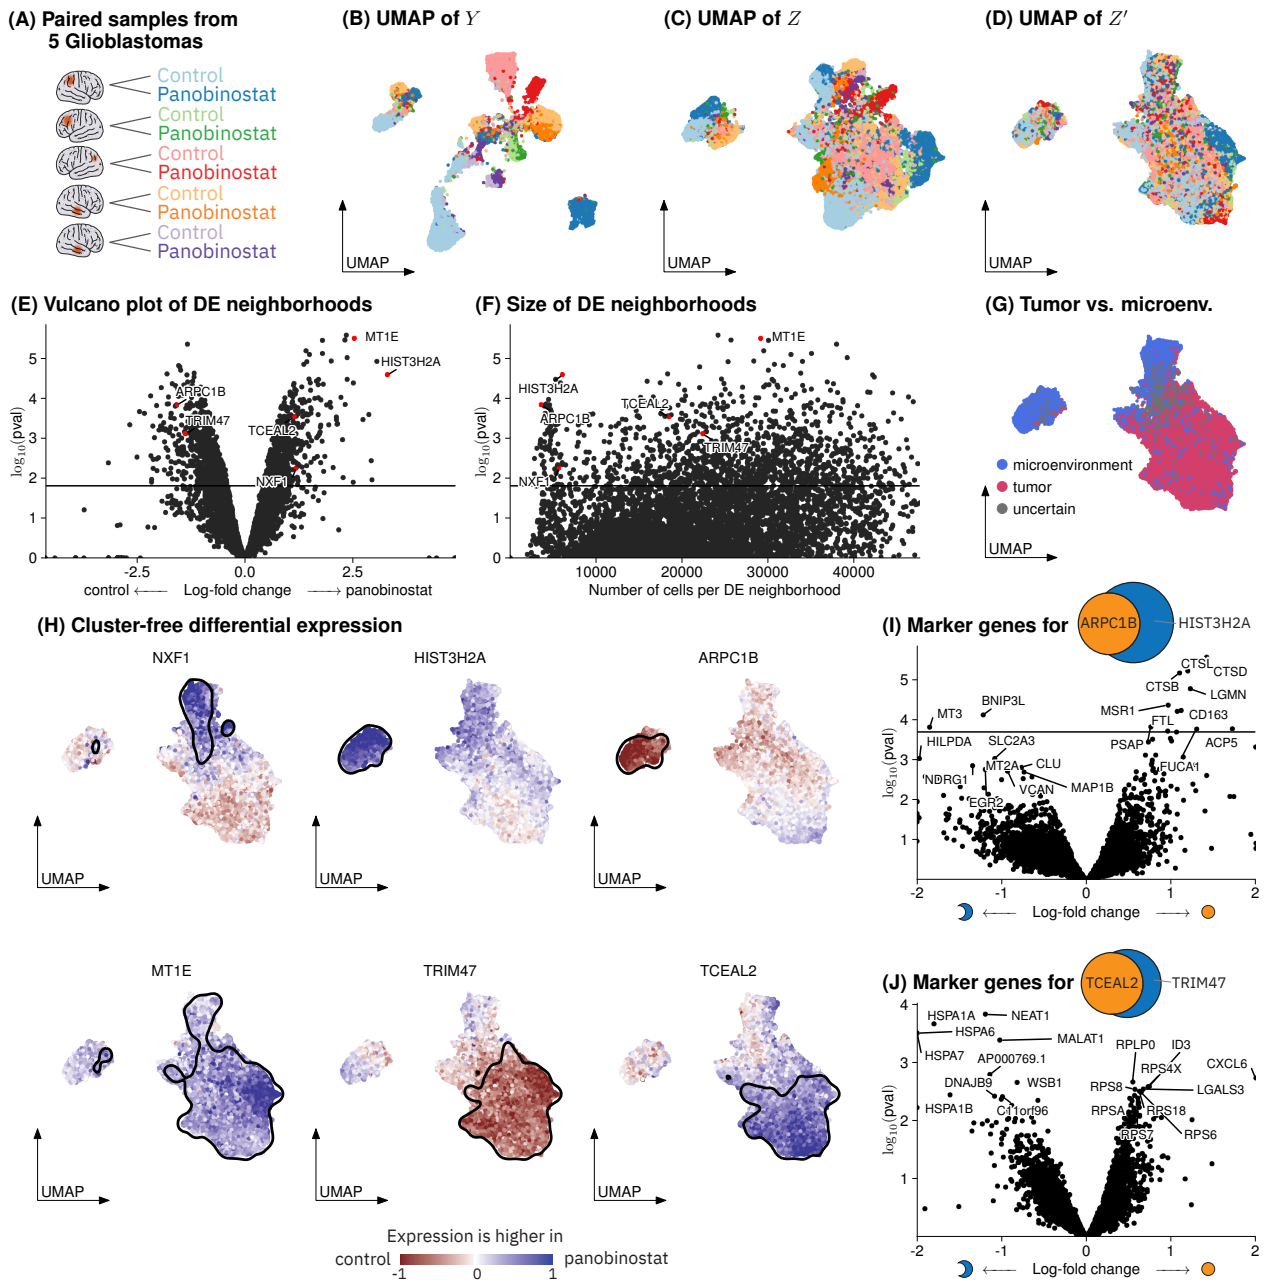 (A) Paired samples from
5 Glioblastomas
Control
Panobinostat
Control
Panobinostat
Control
Panobinostat
Control
Panobinostat
Control
Panobinostat
(B) UMAP of Y
UMAP
(C) UMAP of Z
UMAP
(D) UMAP of Z′
UMAP
(E) Vulcano plot of DE neighborhoods
log10(pval)
5
4
3
2
1
0
MT1E
HIST3H2A
ARPC1B
TRIM47
TCEAL2
NXF1
-2.5 0.0 2.5
control ⟵ Log-fold change ⟶ panobinostat
(F) Size of DE neighborhoods
log10(pval)
5
4
3
2
1
0
MT1E
HIST3H2A
TCEAL2
ARPC1B
TRIM47
NXF1
10000 20000 30000 40000
Number of cells per DE neighborhood
(G) Tumor vs. microenv.
microenvironment
tumor
uncertain
UMAP
(H) Cluster-free differential expression
NXF1
UMAP
HIST3H2A
UMAP
ARPC1B
UMAP
MT1E
UMAP
TRIM47
UMAP
TCEAL2
UMAP
Expression is higher in
control panobinostat
-1 0 1
(I) Marker genes for ARPC1B HIST3H2A
log10(pval)
5
4
3
2
1
CTSL
CTSD
CTSB
LGMN
BNIP3L
MT3
MSR1
CD163
FTL
HILPDA
SLC2A3
PSAP
ACP5
MT2A
CLU
FUCA1
NDRG1
VCAN
MAP1B
EGR2
-2 -1 0 1 2
⟵ Log-fold change ⟶
(J) Marker genes for TCEAL2 TRIM47
log10(pval)
4
3
2
1
HSPA1A
NEAT1
HSPA6
MALAT1
RPLP0
ID3
HSPA7
AP000769.1
RPS4X
CXCL6
DNAJB9
WSB1
RPS8
LGALS3
HSPA1B
C11orf96
RPSA
RPS18
RPS7
RPS6
-2 -1 0 1 2
⟵ Log-fold change ⟶